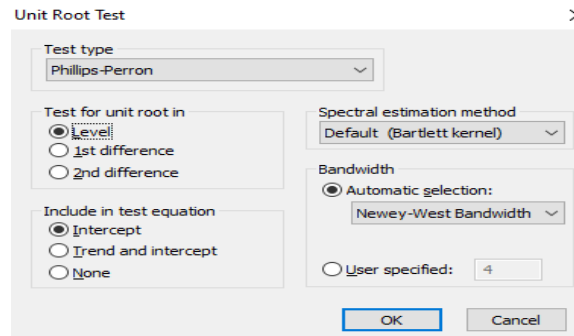 Unit Root Test
Test type
Phillips-Perron
Test for unit root in
Level
1st difference
2nd difference
Include in test equation
Intercept
Trend and intercept
None
Spectral estimation method
Default (Bartlett kernel)
Bandwidth
Automatic selection:
Newey-West Bandwidth
User specified: 4
OK Cancel